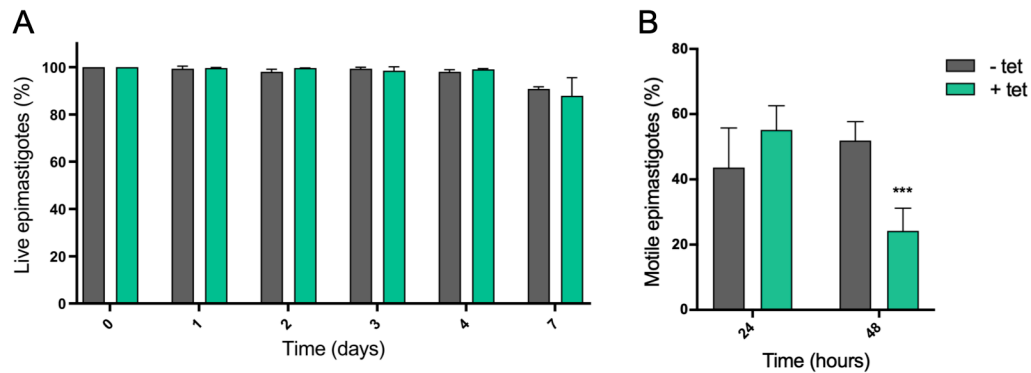 A
Live epimastigotes (%)
100
80
60
40
20
0
0 1 2 3 4 7
Time (days)
B
Motile epimastigotes (%)
80
60
40
20
0
***
24 48
Time (hours)
- tet
+ tet